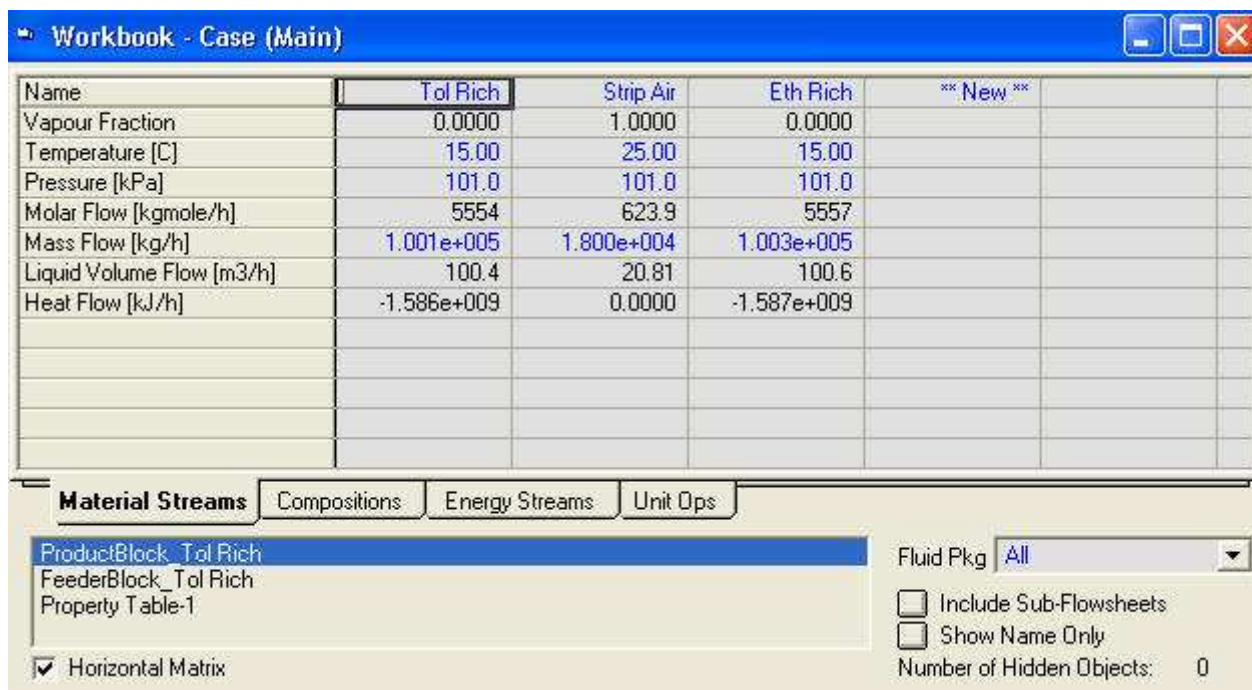 Workbook - Case (Main)
Name Tol Rich Strip Air Eth Rich ** New **
Vapour Fraction 0.0000 1.0000 0.0000
Temperature [C] 15.00 25.00 15.00
Pressure [kPa] 101.0 101.0 101.0
Molar Flow [kgmole/h] 5554 623.9 5557
Mass Flow [kg/h] 1.001e+005 1.800e+004 1.003e+005
Liquid Volume Flow [m3/h] 100.4 20.81 100.6
Heat Flow [kJ/h] -1.586e+009 0.0000 -1.587e+009
Material Streams Compositions Energy Streams Unit Ops
ProductBlock_Tol Rich
FeederBlock_Tol Rich
Property Table-1
Fluid Pkg All
Include Sub-Flowsheets
Show Name Only
Horizontal Matrix
Number of Hidden Objects: 0